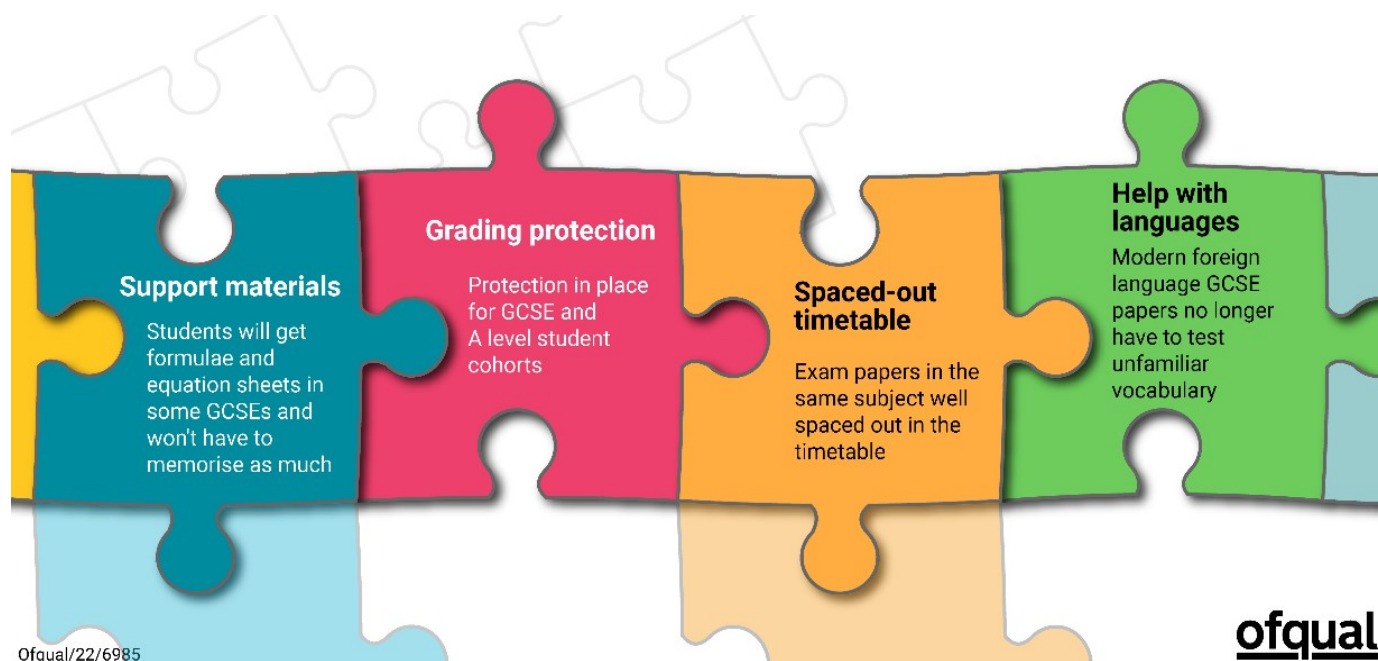 Support materials
Students will get
formulae and
equation sheets in
some GCSEs and
won't have to
memorise as much
Grading protection
Protection in place
for GCSE and
A level student
cohorts
Spaced-out
timetable
Exam papers in the
same subject well
spaced out in the
timetable
Help with
languages
Modern foreign
language GCSE
papers no longer
have to test
unfamiliar
vocabulary
Ofqual/22/6985
ofqual